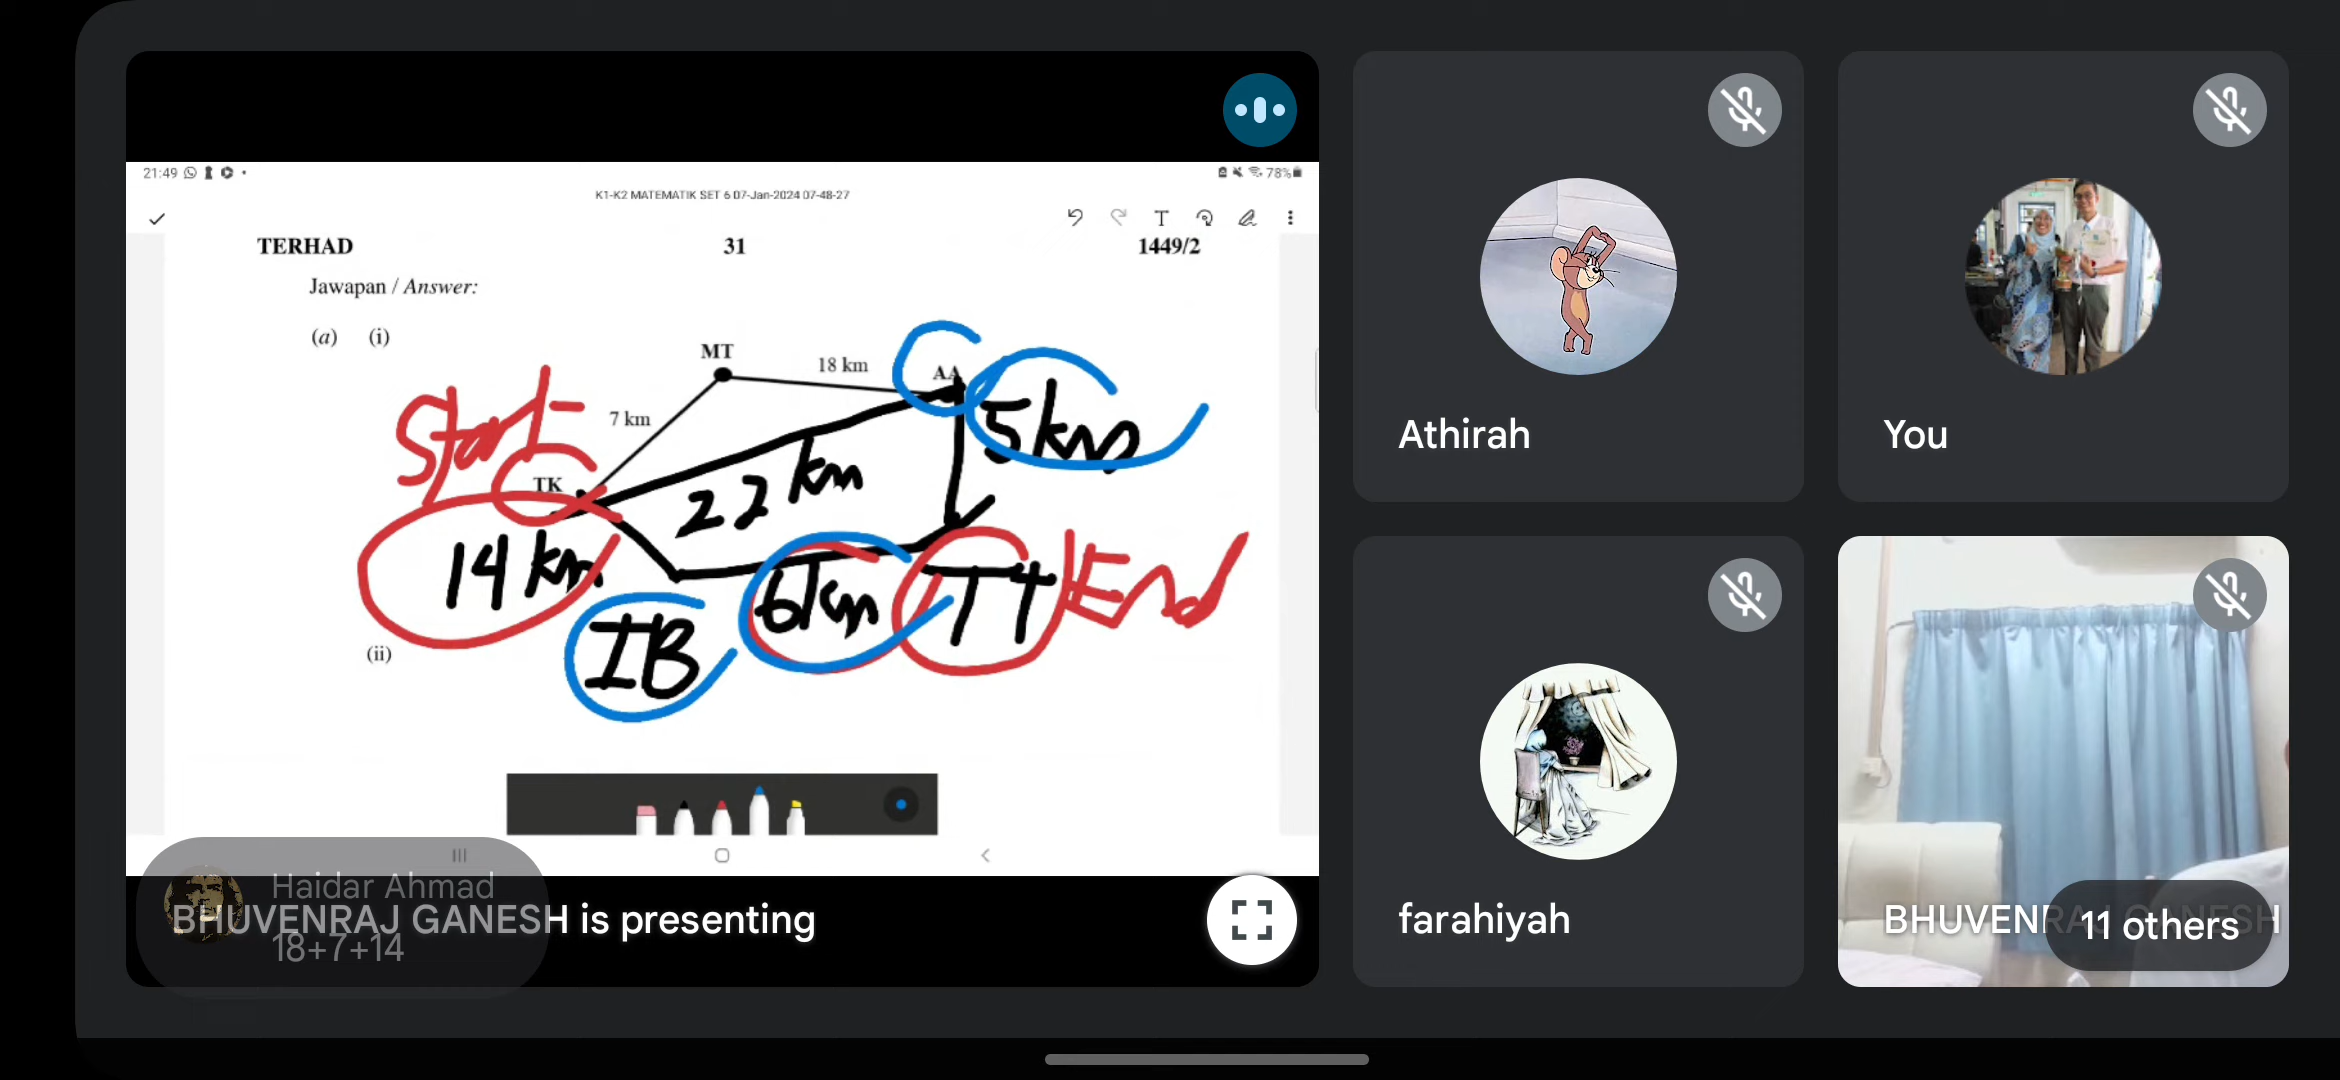 21:49
78%
K1-K2 MATEMATIK SET 6 07-Jan-2024 07-48-27
T
TERHAD 31 1449/2
Jawapan / Answer:
(a) (i)
MT
18 km
AA
5km
Start
7 km
TK
22 km
14 km
IB
6km
TT
End
(ii)
Haidar Ahmad
18+7+14
BHUVENRAJ GANESH is presenting
Athirah
You
farahiyah
BHUVENRAJ GANESH
11 others